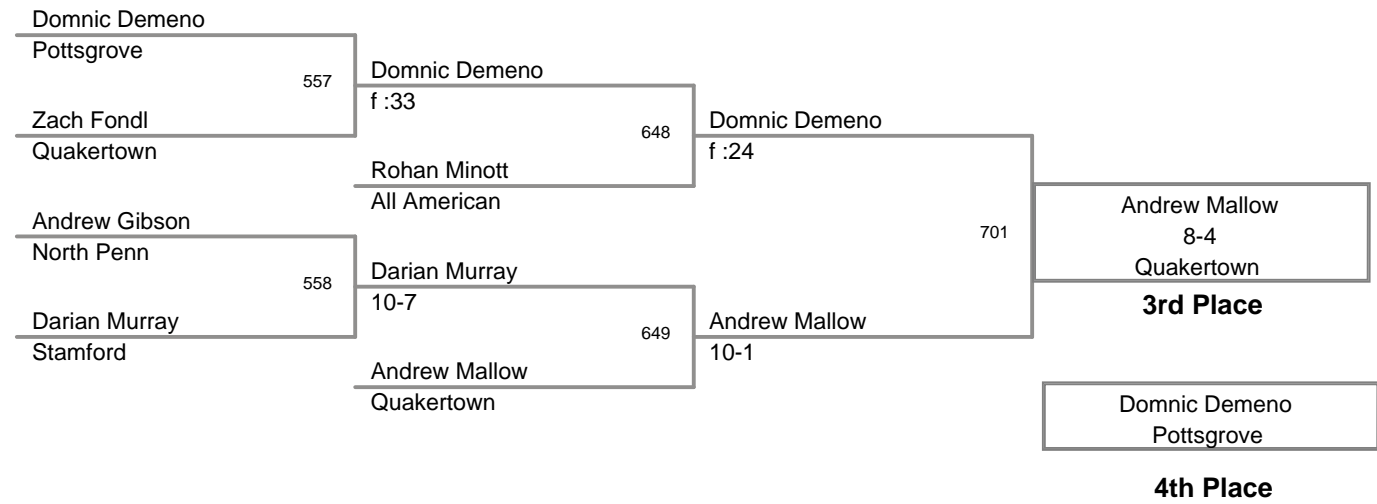 Domnic Demeno
Pottsgrove
557
Zach Fondl
Quakertown
Andrew Gibson
North Penn
558
Darian Murray
Stamford
Domnic Demeno
f :33
648
Rohan Minott
All American
Darian Murray
10-7
649
Andrew Mallow
Quakertown
Domnic Demeno
f :24
701
Andrew Mallow
10-1
Andrew Mallow
8-4
Quakertown
3rd Place
Domnic Demeno
Pottsgrove
4th Place